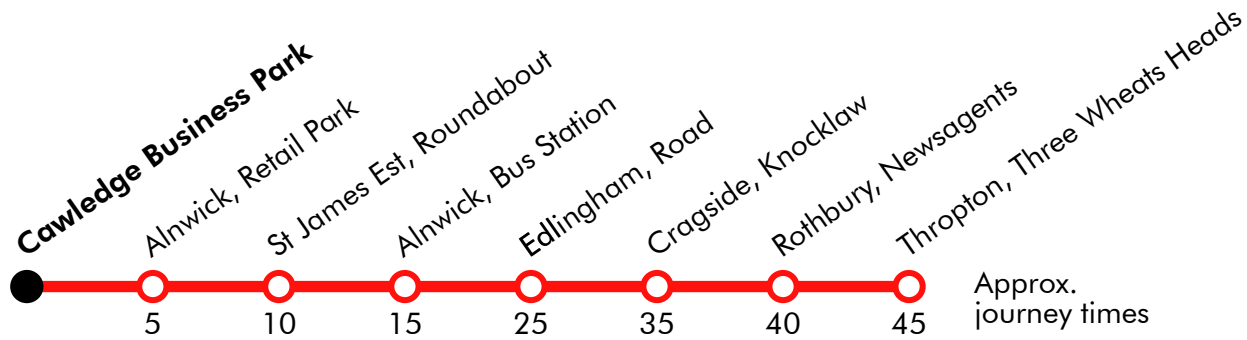 Cawledge Business Park
Alnwick, Retail Park
St James Est, Roundabout
Alnwick, Bus Station
Edlingham, Road
Cragside, Knocklaw
Rothbury, Newsagents
Thropton, Three Wheats Heads
5
10
15
25
35
40
45
Approx.
journey times